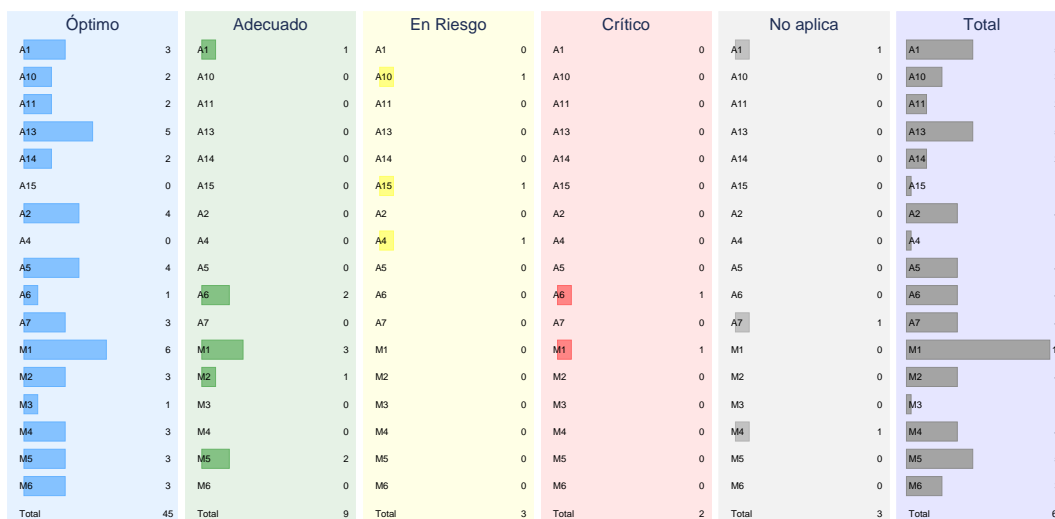 Óptimo Adecuado En Riesgo Crítico No aplica Total
A1 3 A1 1 A1 0 A1 0 A1 1 A1
A10 2 A10 0 A10 1 A10 0 A10 0 A10
A11 2 A11 0 A11 0 A11 0 A11 0 A11
A13 5 A13 0 A13 0 A13 0 A13 0 A13
A14 2 A14 0 A14 0 A14 0 A14 0 A14
A15 0 A15 0 A15 1 A15 0 A15 0 A15
A2 4 A2 0 A2 0 A2 0 A2 0 A2
A4 0 A4 0 A4 1 A4 0 A4 0 A4
A5 4 A5 0 A5 0 A5 0 A5 0 A5
A6 1 A6 2 A6 0 A6 1 A6 0 A6
A7 3 A7 0 A7 0 A7 0 A7 1 A7
M1 6 M1 3 M1 0 M1 1 M1 0 M1
M2 3 M2 1 M2 0 M2 0 M2 0 M2
M3 1 M3 0 M3 0 M3 0 M3 0 M3
M4 3 M4 0 M4 0 M4 0 M4 1 M4
M5 3 M5 2 M5 0 M5 0 M5 0 M5
M6 3 M6 0 M6 0 M6 0 M6 0 M6
Total 45 Total 9 Total 3 Total 2 Total 3 Total